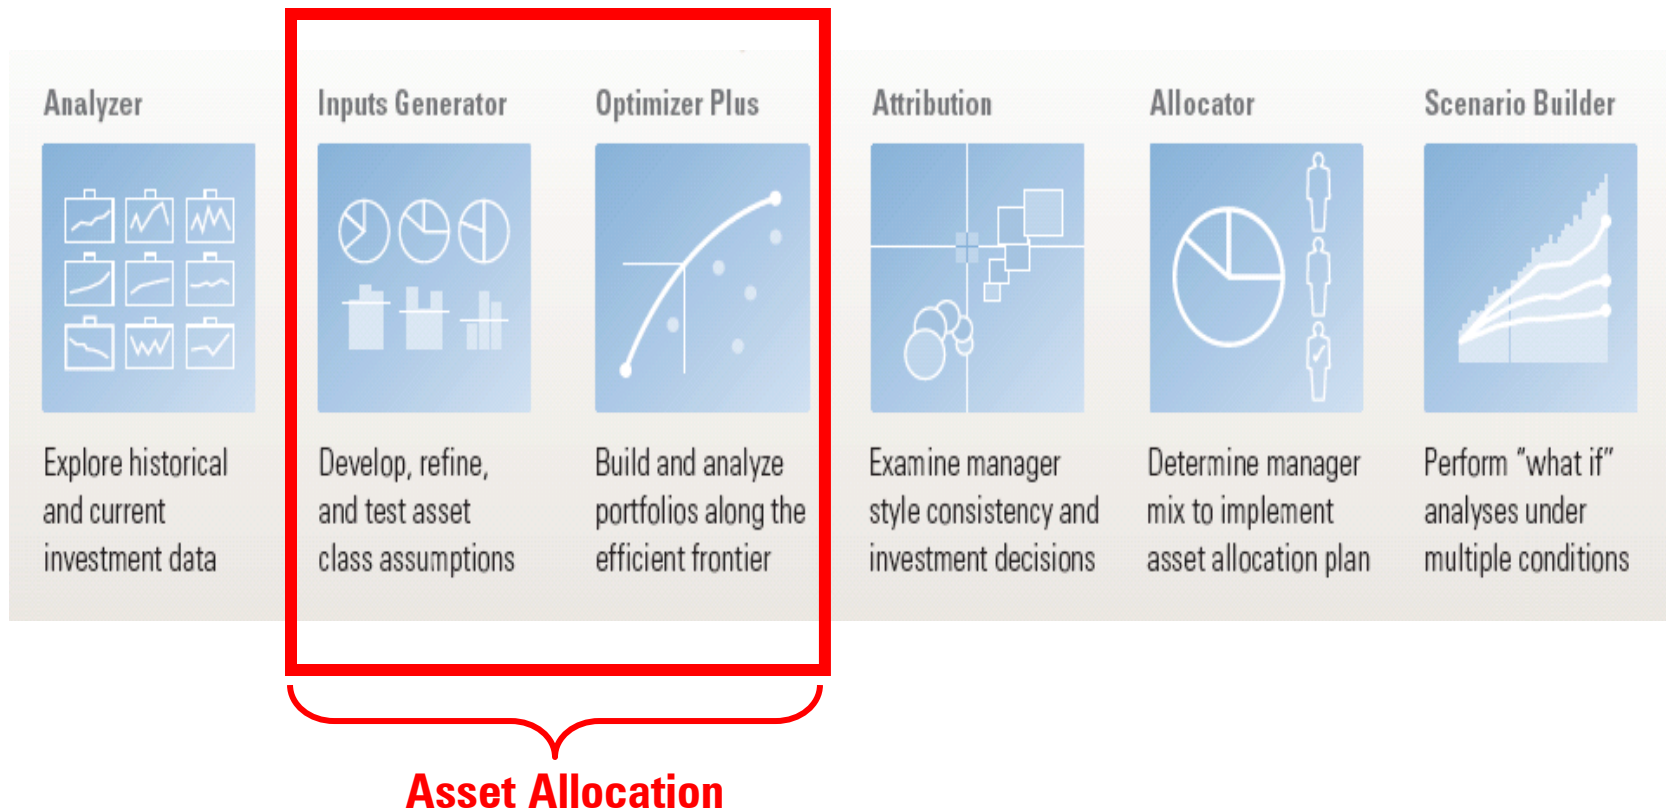 Analyzer
Inputs Generator
Optimizer Plus
Attribution
Allocator
Scenario Builder
Explore historical
and current
investment data
Develop, refine,
and test asset
class assumptions
Build and analyze
portfolios along the
efficient frontier
Examine manager
style consistency and
investment decisions
Determine manager
mix to implement
asset allocation plan
Perform “what if”
analyses under
multiple conditions
Asset Allocation